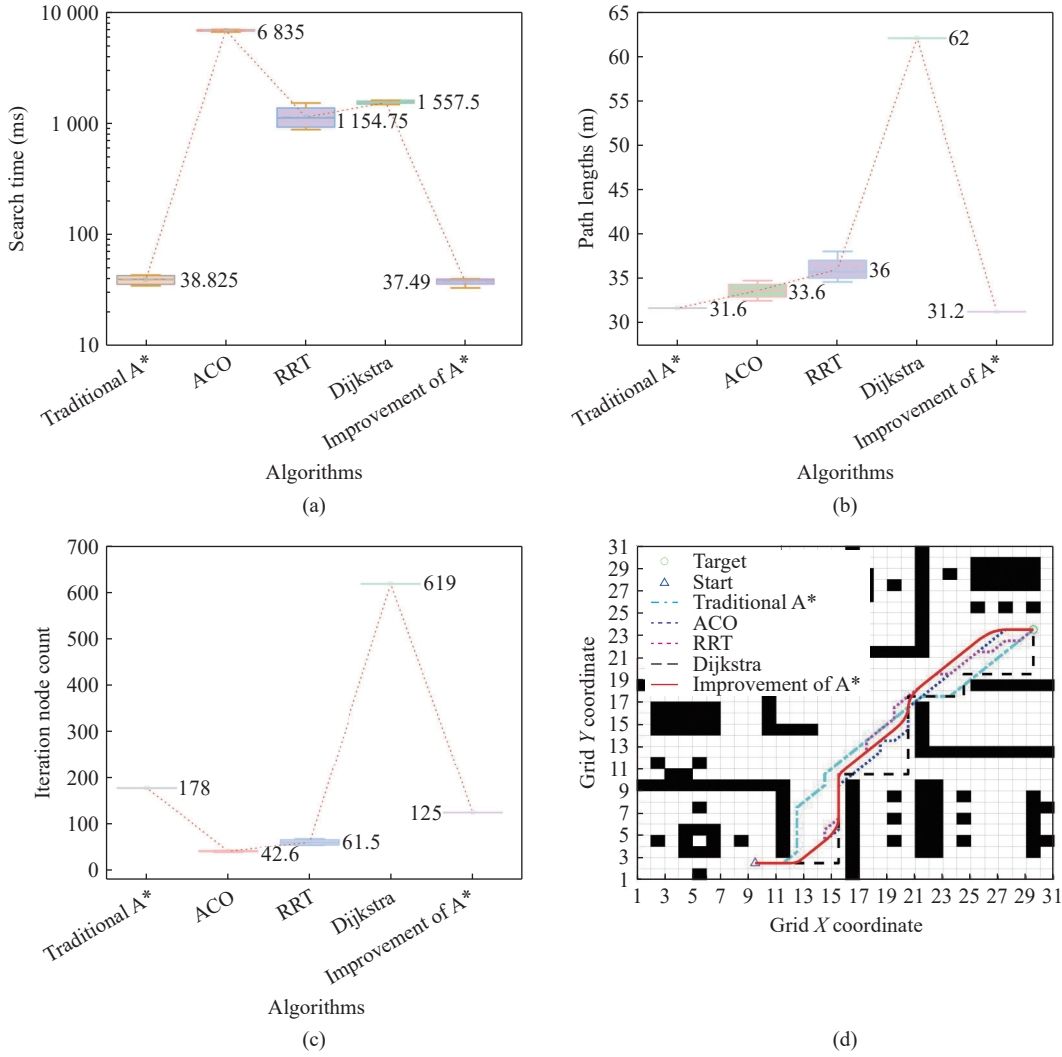 10 000
1 000
100
10
Search time (ms)
6 835
1 557.5
1 154.75
38.825
37.49
Traditional A*
ACO
RRT
Dijkstra
Improvement of A*
Algorithms
(a)
65
60
55
50
45
40
35
30
Path lengths (m)
62
36
33.6
31.6
31.2
Traditional A*
ACO
RRT
Dijkstra
Improvement of A*
Algorithms
(b)
700
600
500
400
300
200
100
0
Iteration node count
619
178
125
61.5
42.6
Traditional A*
ACO
RRT
Dijkstra
Improvement of A*
Algorithms
(c)
31
29
27
25
23
21
19
17
15
13
11
9
7
5
3
1
Grid Y coordinate
Target
Start
Traditional A*
ACO
RRT
Dijkstra
Improvement of A*
1 3 5 7 9 11 13 15 17 19 21 23 25 27 29 31
Grid X coordinate
(d)